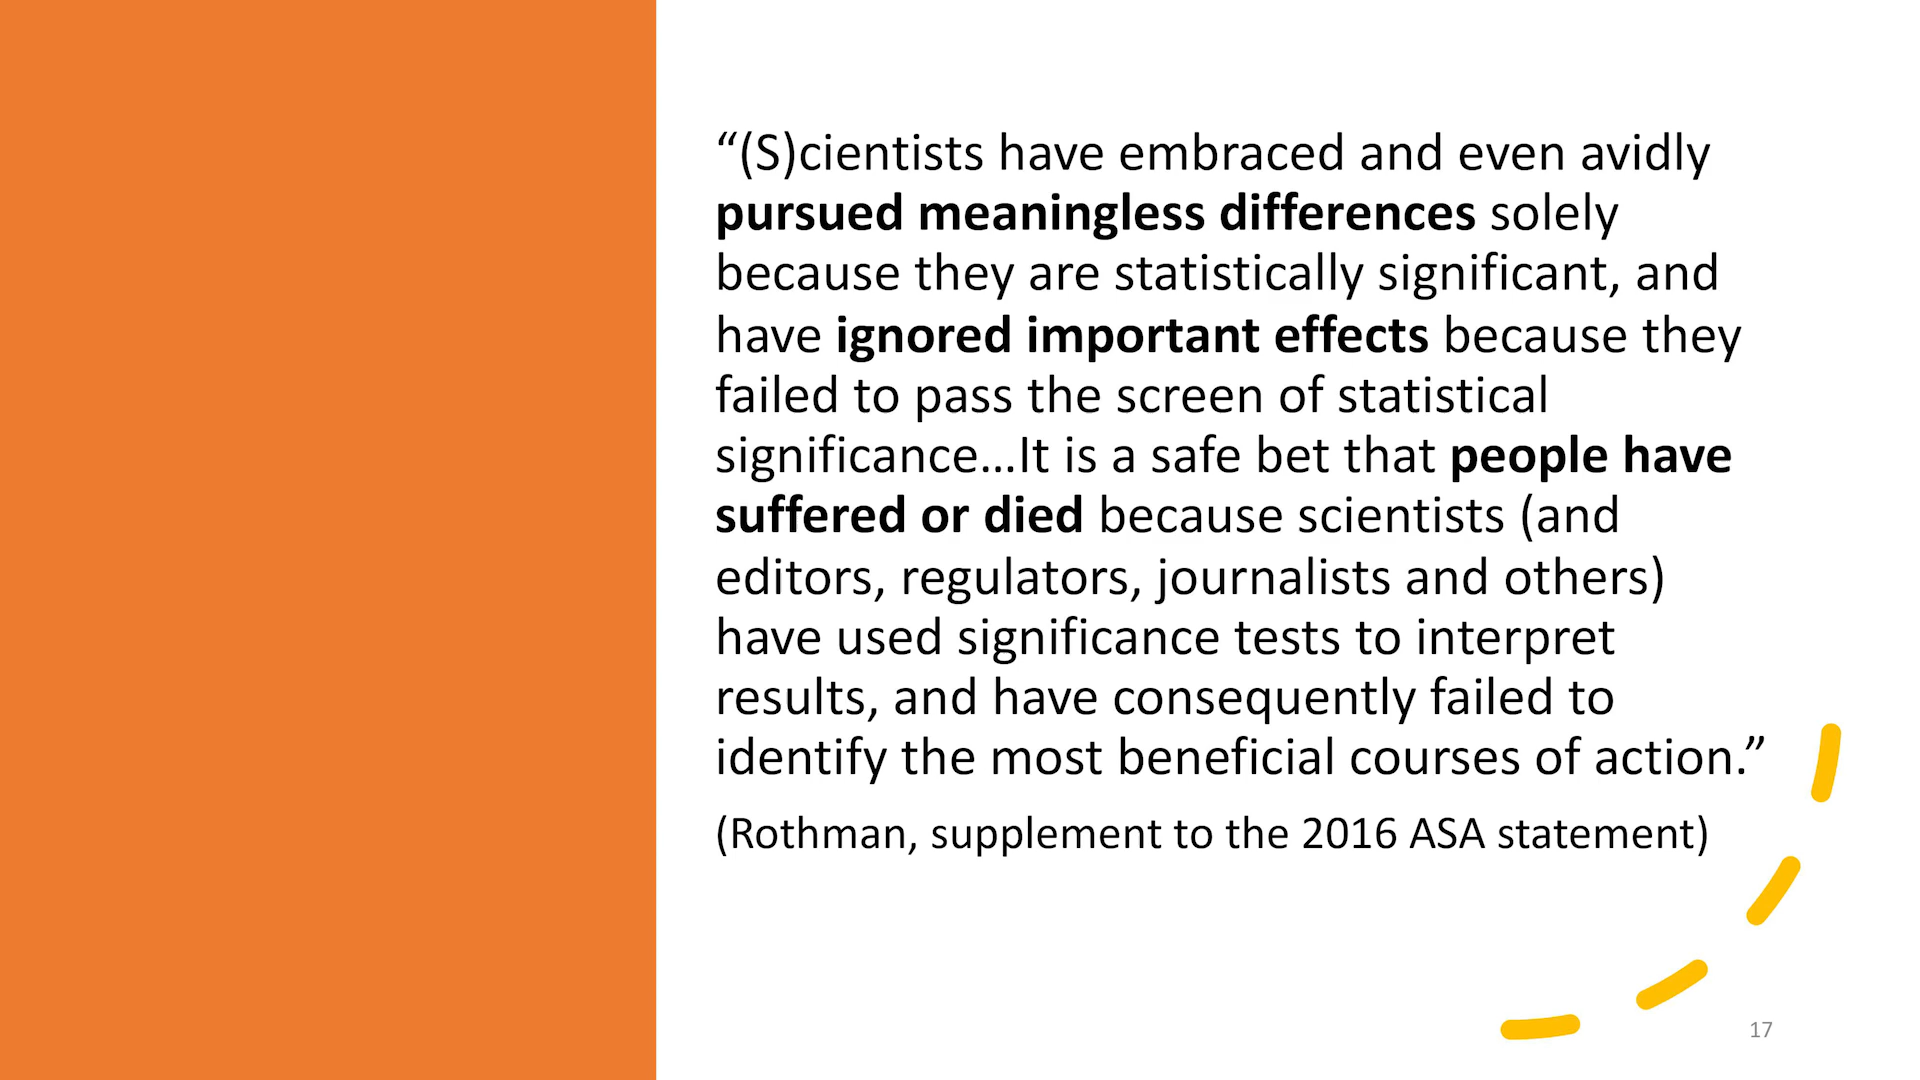 “(S)cientists have embraced and even avidly
pursued meaningless differences solely
because they are statistically significant, and
have ignored important effects because they
failed to pass the screen of statistical
significance…It is a safe bet that people have
suffered or died because scientists (and
editors, regulators, journalists and others)
have used significance tests to interpret
results, and have consequently failed to
identify the most beneficial courses of action.”
(Rothman, supplement to the 2016 ASA statement)
17